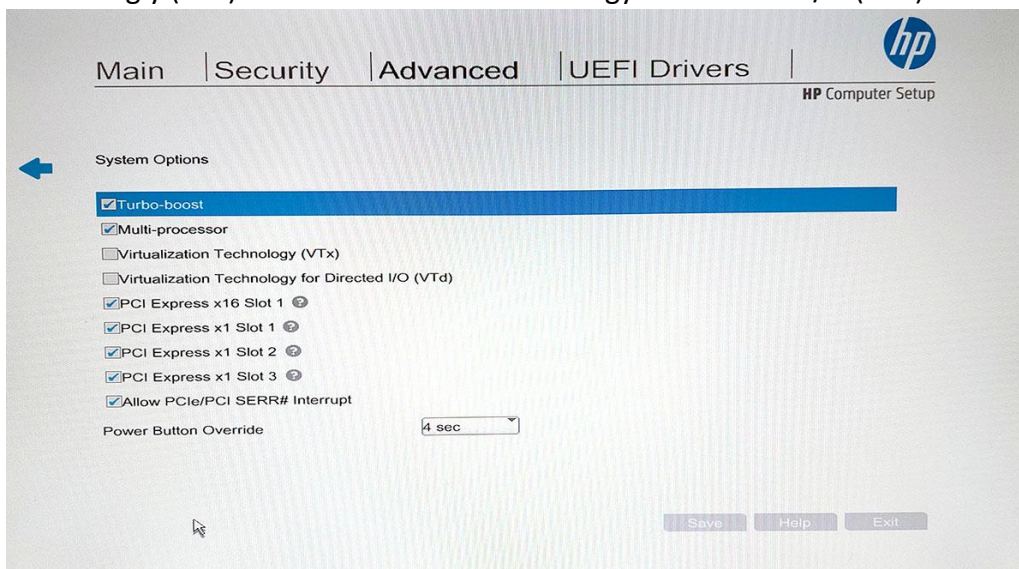 hp
Main Security Advanced UEFI Drivers
HP Computer Setup
System Options
Turbo-boost
Multi-processor
Virtualization Technology (VTx)
Virtualization Technology for Directed I/O (VTd)
PCI Express x16 Slot 1 ?
PCI Express x1 Slot 1 ?
PCI Express x1 Slot 2 ?
PCI Express x1 Slot 3 ?
Allow PCIe/PCI SERR# Interrupt
Power Button Override 4 sec
Save Help Exit